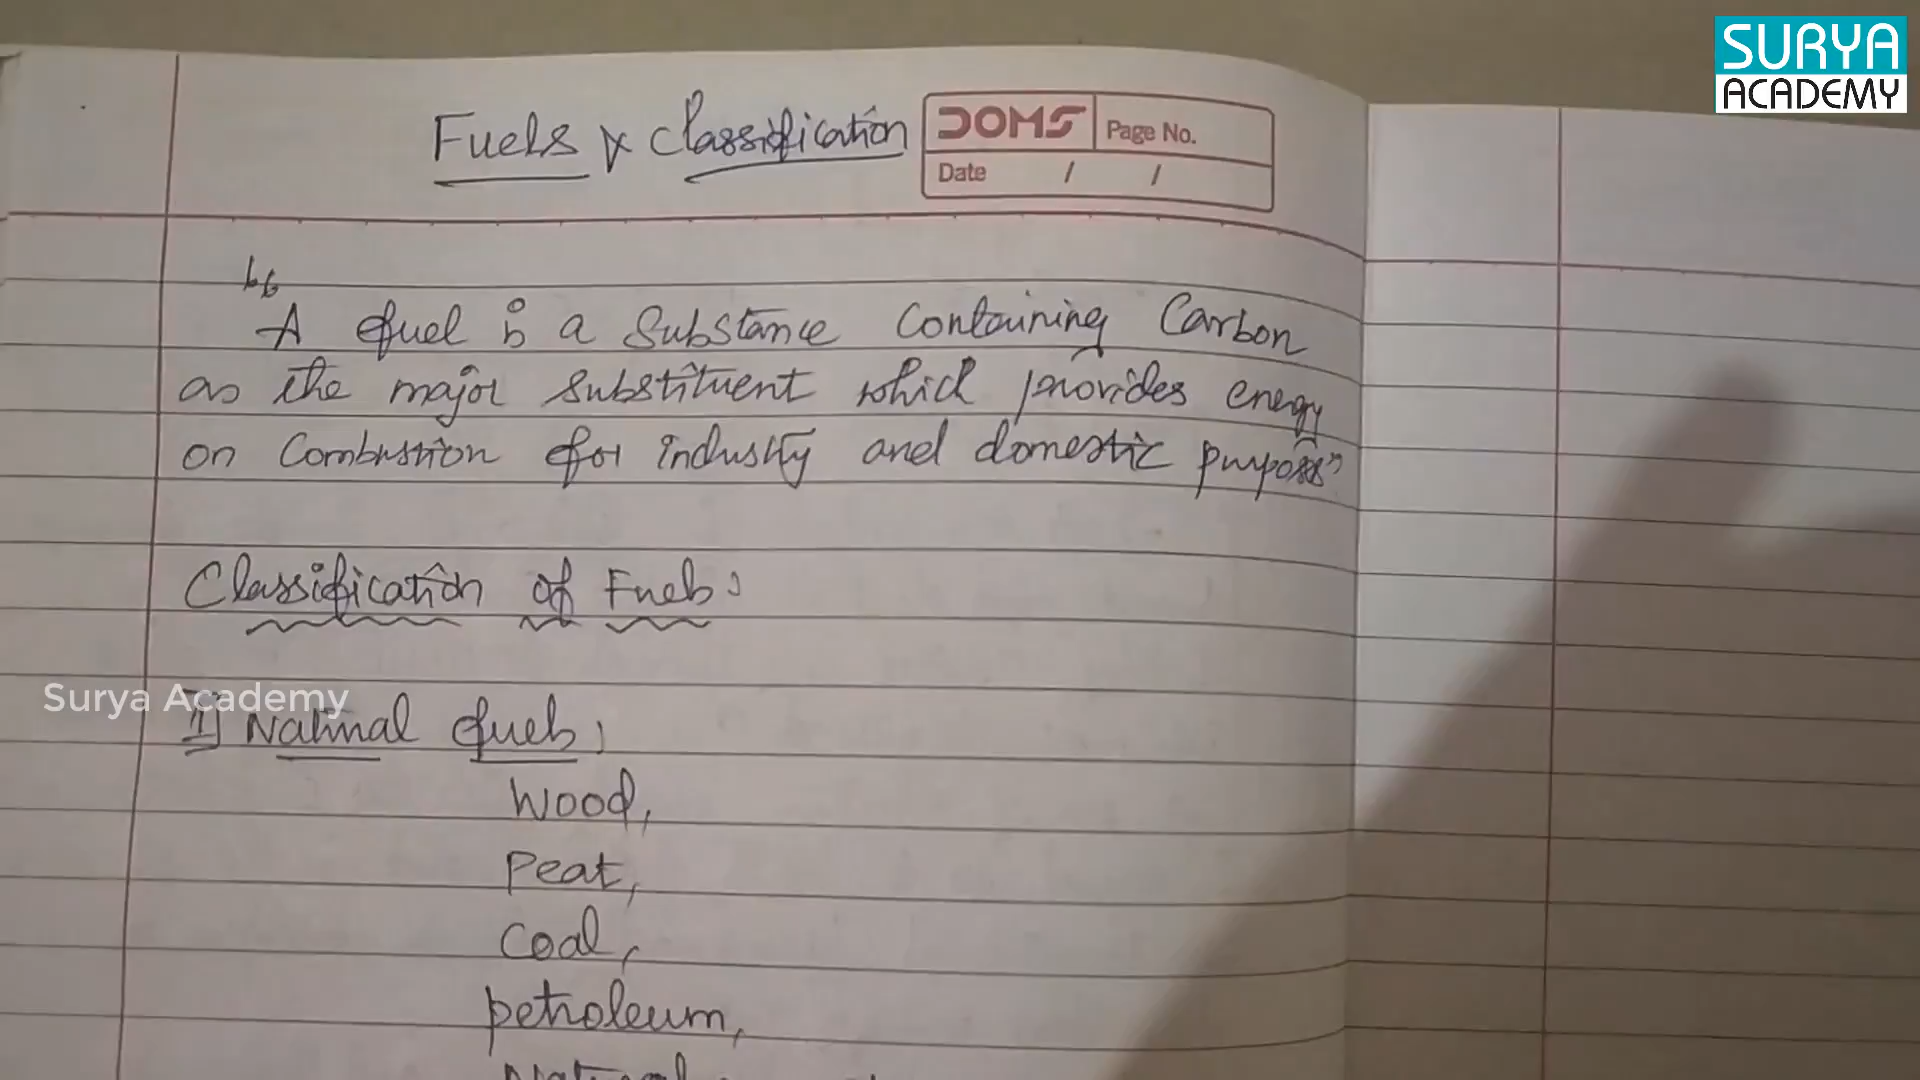 SURYA
ACADEMY
Fuels & Classification
DOMS
Page No.
Date / /
"A fuel is a substance containing Carbon
as the major substituent which provides energy
on Combustion for industry and domestic purposes"
Classification of Fuels:
Surya Academy
I] Natural fuels:
Wood,
Peat,
Coal,
petroleum,
Natural